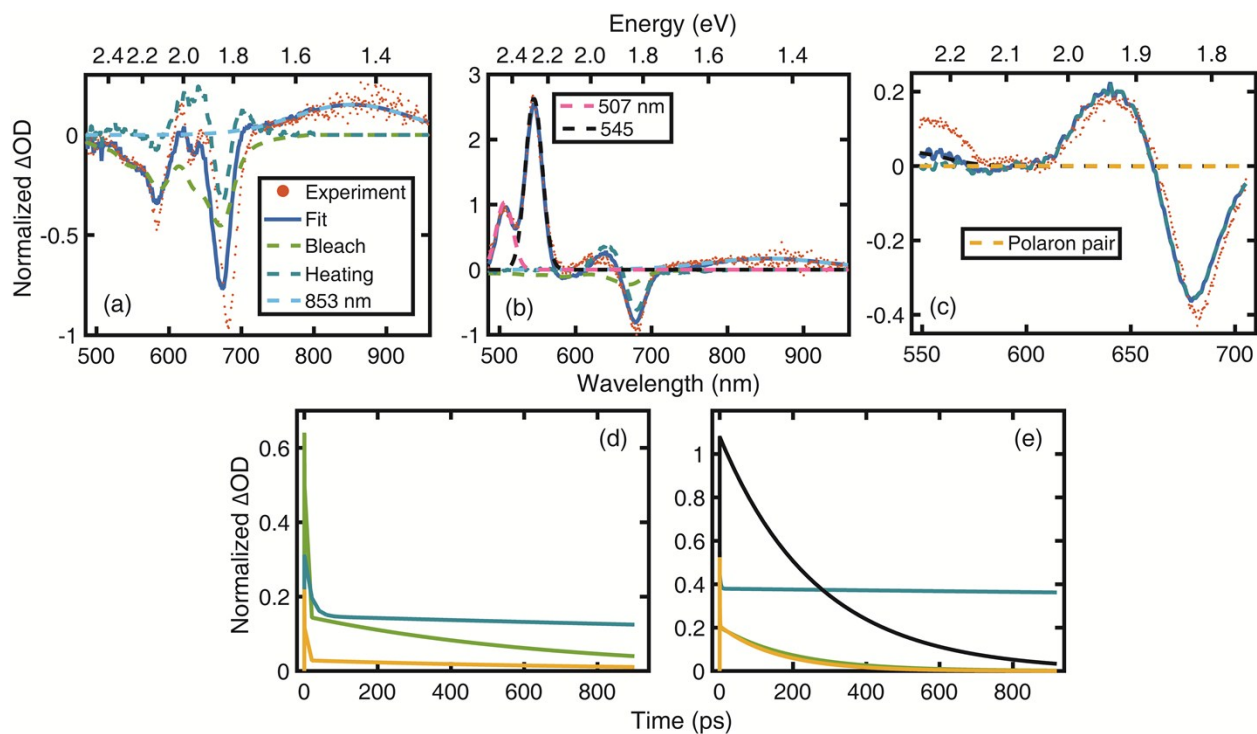 Energy (eV)
2.4 2.2 2.0 1.8 1.6 1.4
2.4 2.2 2.0 1.8 1.6 1.4
2.2 2.1 2.0 1.9 1.8
Normalized ΔOD
0
-0.5
-1
Experiment
Fit
Bleach
Heating
853 nm
(a)
500 600 700 800 900
3
2
1
0
-1
507 nm
545
(b)
500 600 700 800 900
Wavelength (nm)
0.2
0
-0.2
-0.4
Polaron pair
(c)
550 600 650 700
Normalized ΔOD
0.6
0.4
0.2
0
(d)
0 200 400 600 800
1
0.8
0.6
0.4
0.2
0
(e)
0 200 400 600 800
Time (ps)